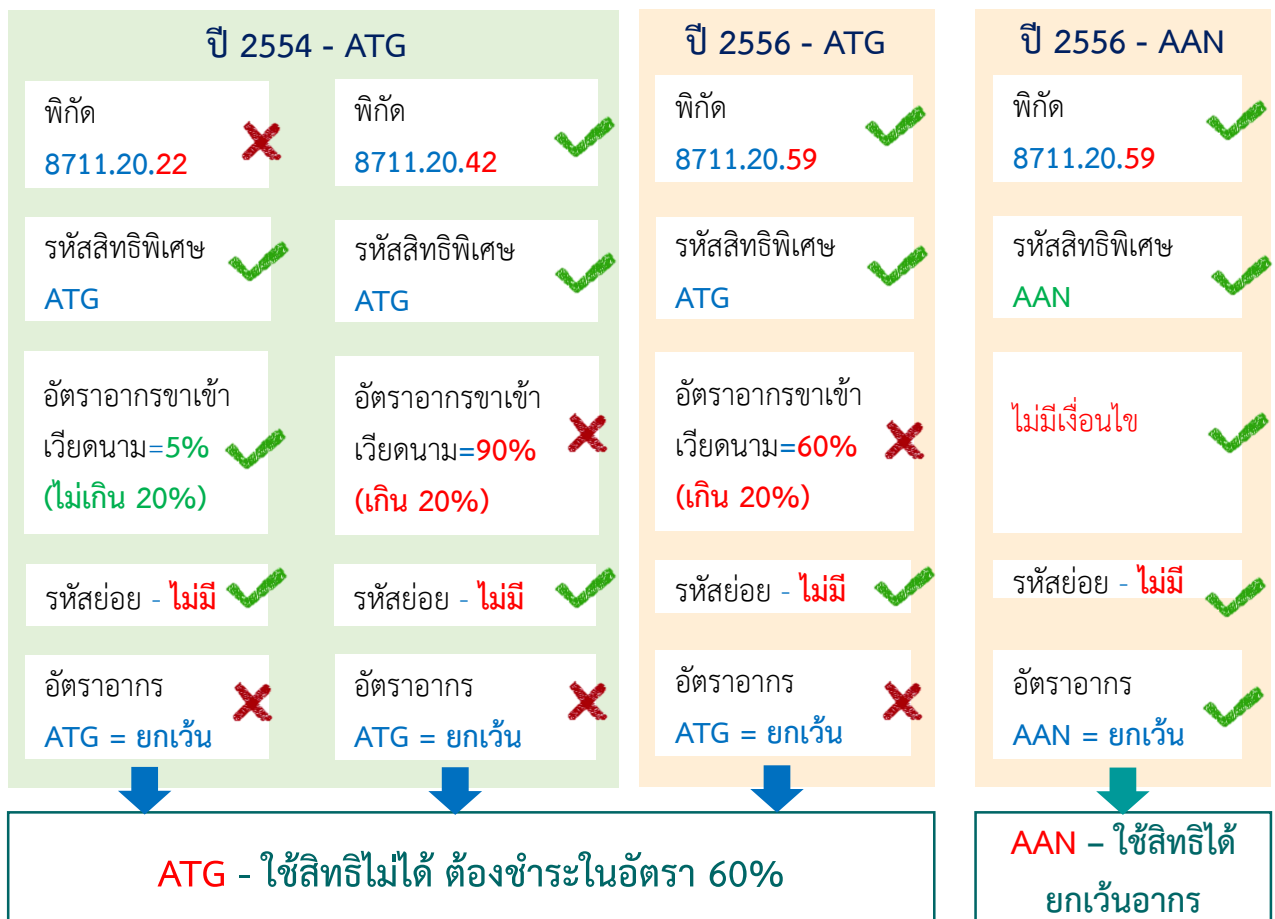 ปี 2554 - ATG
พิกัด
8711.20.22
รหัสสิทธิพิเศษ
ATG
อัตราอากรขาเข้า
เวียดนาม=5%
(ไม่เกิน 20%)
รหัสย่อย - ไม่มี
อัตราอากร
ATG = ยกเว้น
พิกัด
8711.20.42
รหัสสิทธิพิเศษ
ATG
อัตราอากรขาเข้า
เวียดนาม=90%
(เกิน 20%)
รหัสย่อย - ไม่มี
อัตราอากร
ATG = ยกเว้น
ปี 2556 - ATG
พิกัด
8711.20.59
รหัสสิทธิพิเศษ
ATG
อัตราอากรขาเข้า
เวียดนาม=60%
(เกิน 20%)
รหัสย่อย - ไม่มี
อัตราอากร
ATG = ยกเว้น
ATG - ใช้สิทธิไม่ได้ ต้องชำระในอัตรา 60%
ปี 2556 - AAN
พิกัด
8711.20.59
รหัสสิทธิพิเศษ
AAN
ไม่มีเงื่อนไข
รหัสย่อย - ไม่มี
อัตราอากร
AAN = ยกเว้น
AAN – ใช้สิทธิได้
ยกเว้นอากร